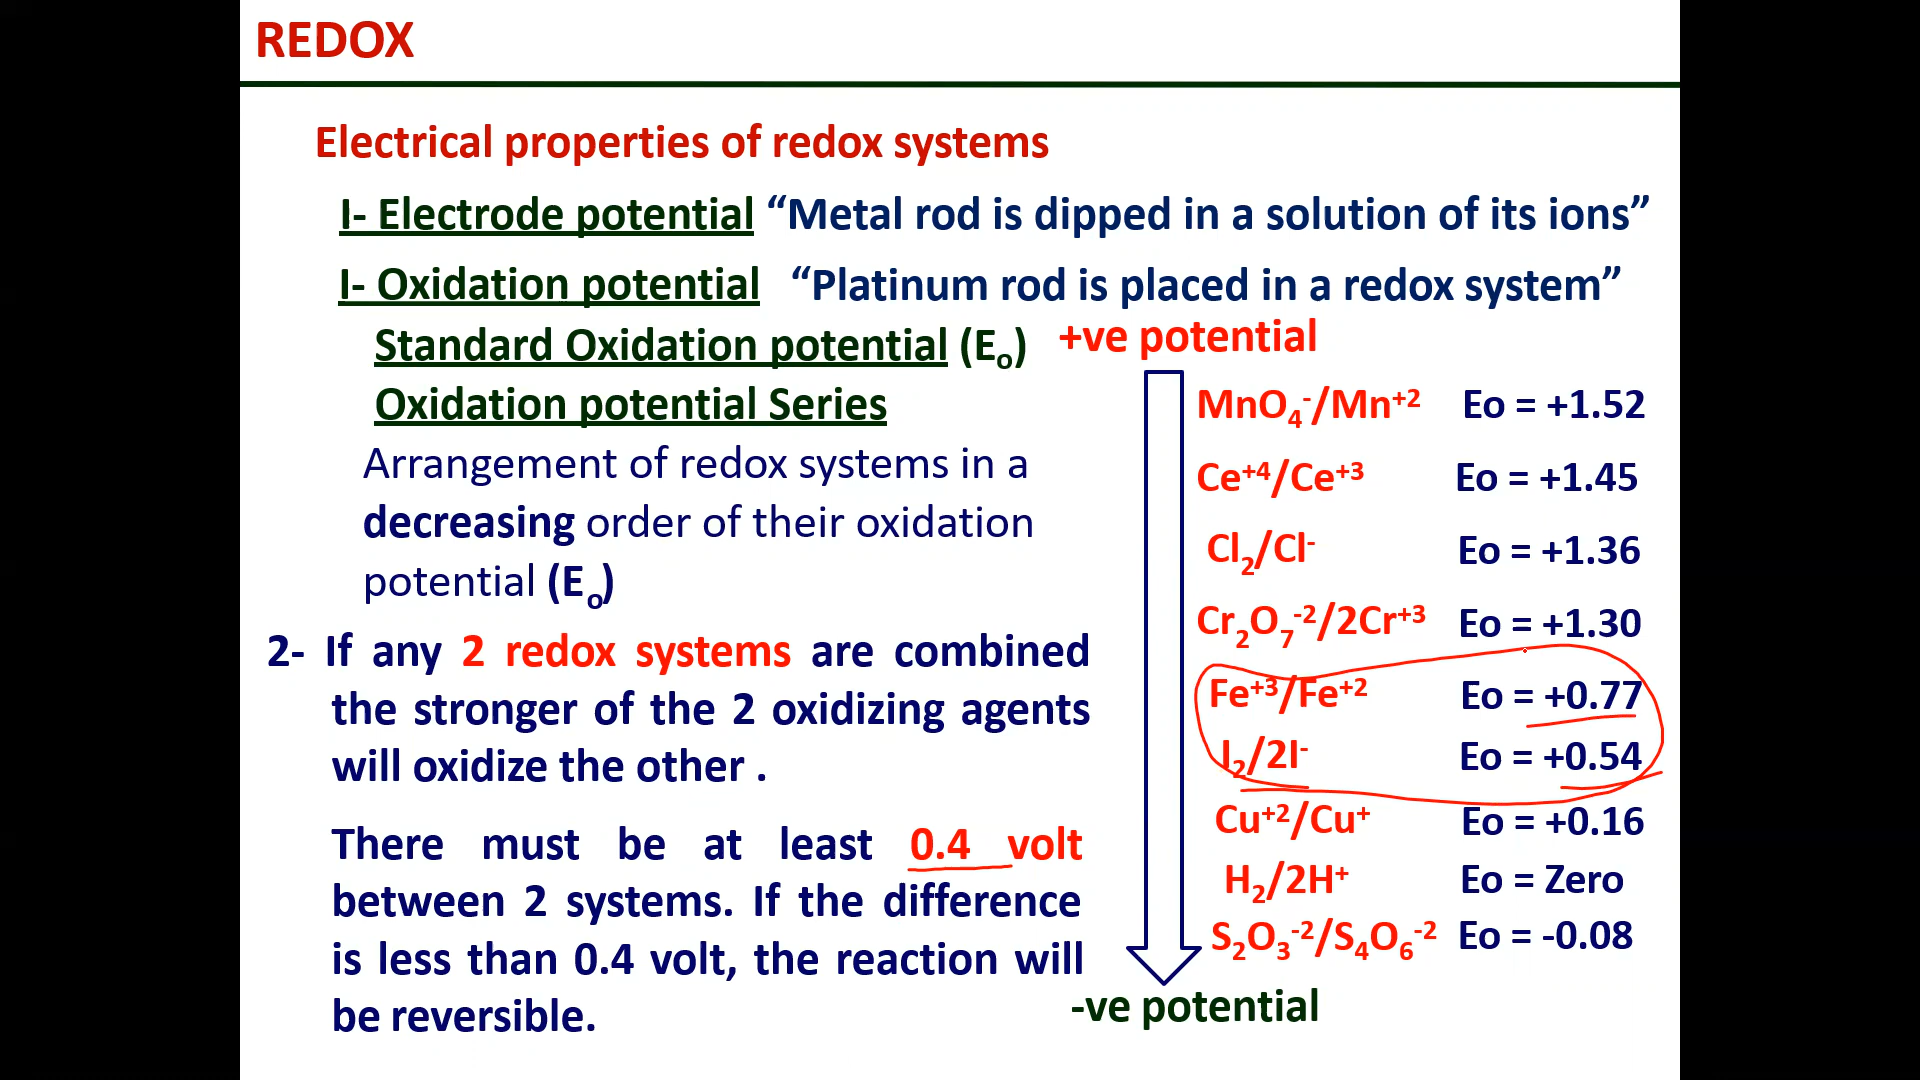 REDOX
Electrical properties of redox systems
I- Electrode potential “Metal rod is dipped in a solution of its ions”
I- Oxidation potential “Platinum rod is placed in a redox system”
Standard Oxidation potential (Eₒ)
Oxidation potential Series
Arrangement of redox systems in a
decreasing order of their oxidation
potential (Eₒ)
2- If any 2 redox systems are combined
the stronger of the 2 oxidizing agents
will oxidize the other .
There must be at least 0.4 volt
between 2 systems. If the difference
is less than 0.4 volt, the reaction will
be reversible.
+ve potential
MnO₄⁻/Mn⁺² Eo = +1.52
Ce⁺⁴/Ce⁺³ Eo = +1.45
Cl₂/Cl⁻ Eo = +1.36
Cr₂O₇⁻²/2Cr⁺³ Eo = +1.30
Fe⁺³/Fe⁺² Eo = +0.77
I₂/2I⁻ Eo = +0.54
Cu⁺²/Cu⁺ Eo = +0.16
H₂/2H⁺ Eo = Zero
S₂O₃⁻²/S₄O₆⁻² Eo = -0.08
-ve potential